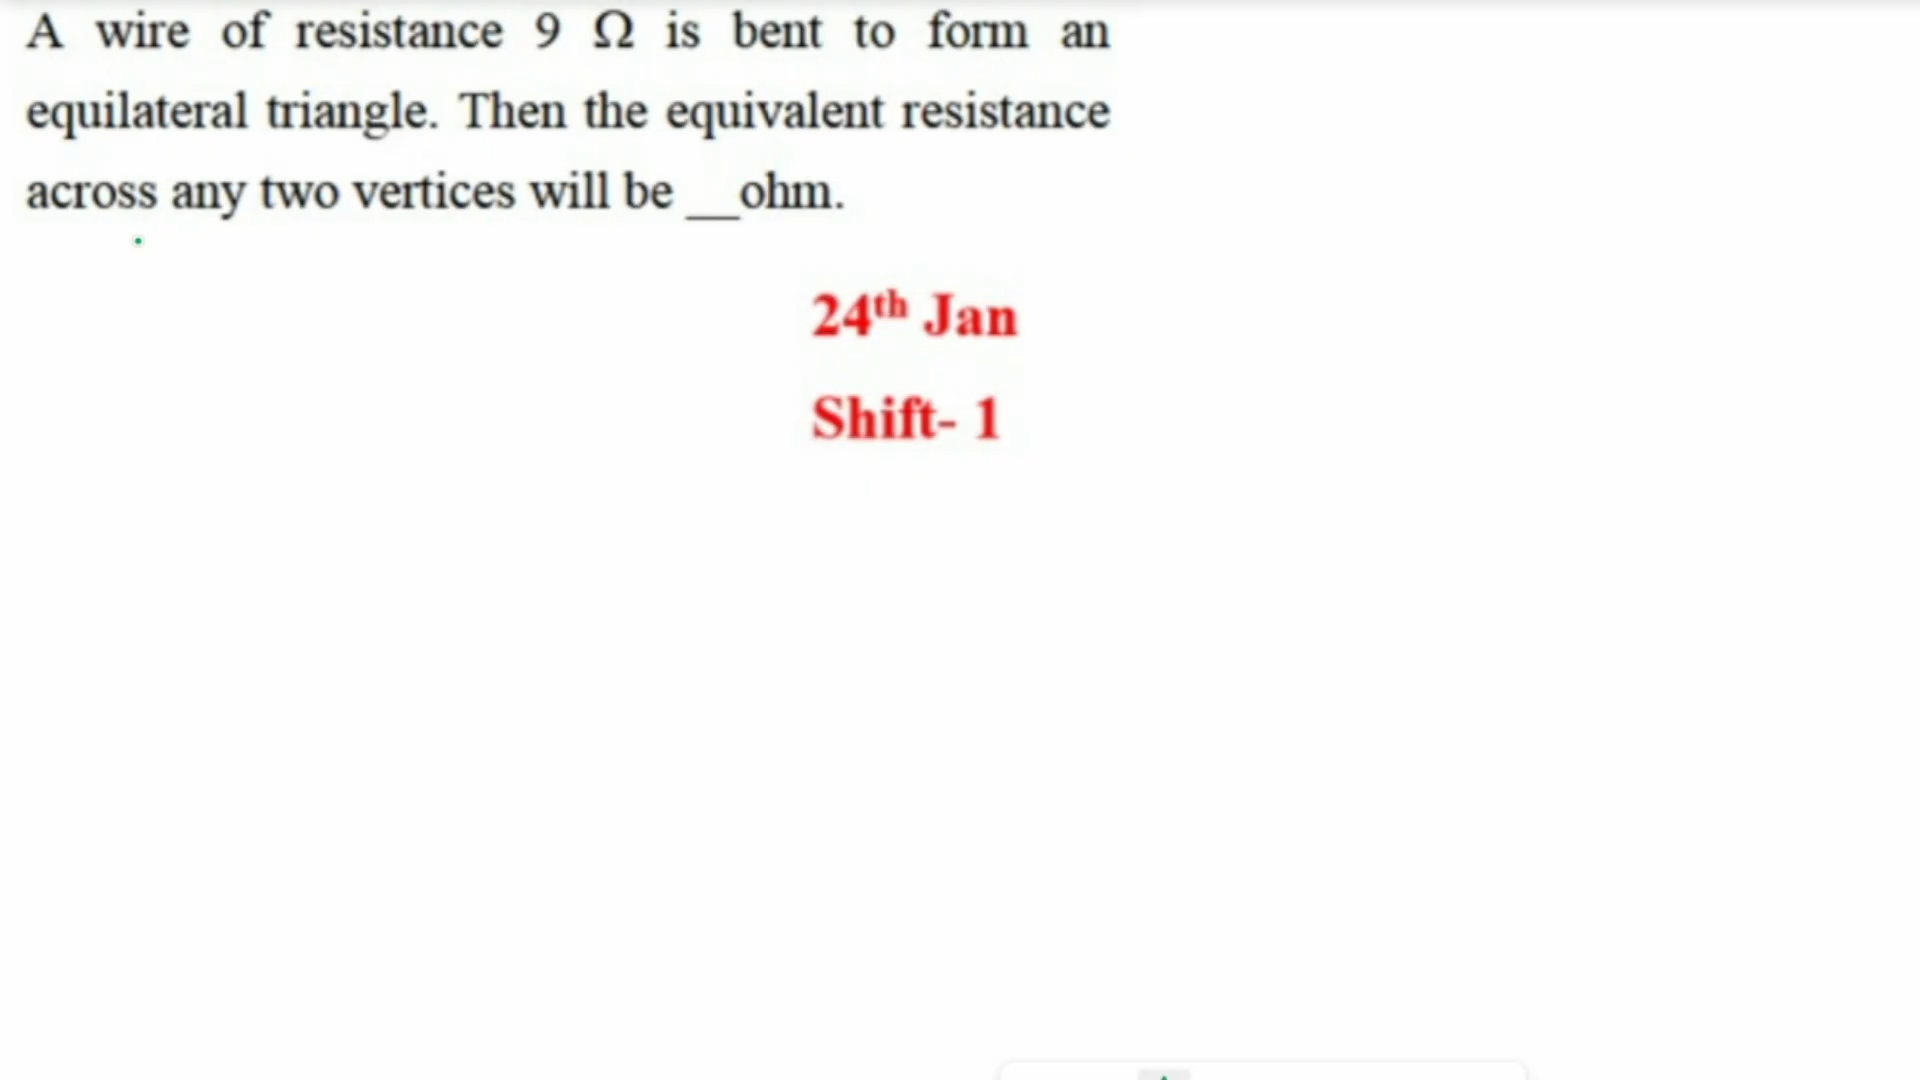 A wire of resistance 9 Ω is bent to form an
equilateral triangle. Then the equivalent resistance
across any two vertices will be __ohm.
24th Jan
Shift- 1